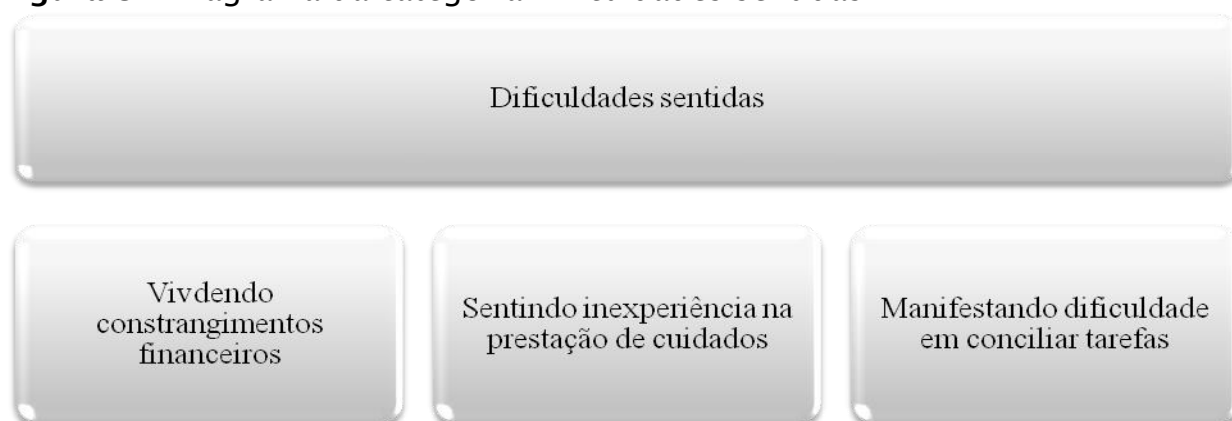 Dificuldades sentidas
Vivdendo
constrangimentos
financeiros
Sentindo inexperiência na
prestação de cuidados
Manifestando dificuldade
em conciliar tarefas